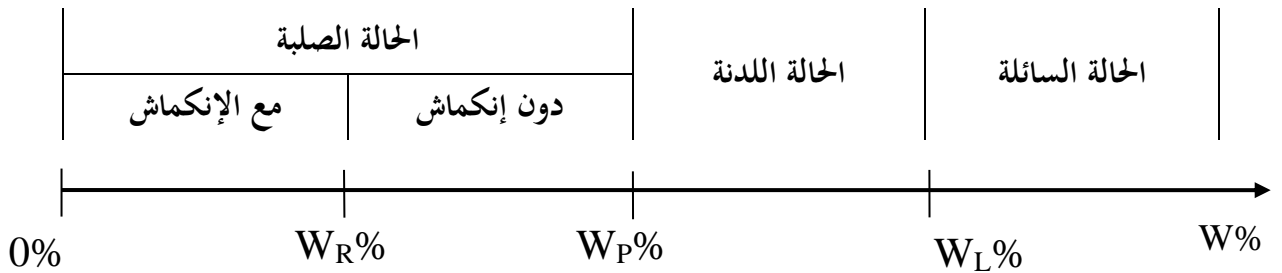 الحالة الصلبة
الحالة السائلة
الحالة اللدنة
دون إنكماش
مع الإنكماش
0%
W_R%
W_P%
W_L%
W%